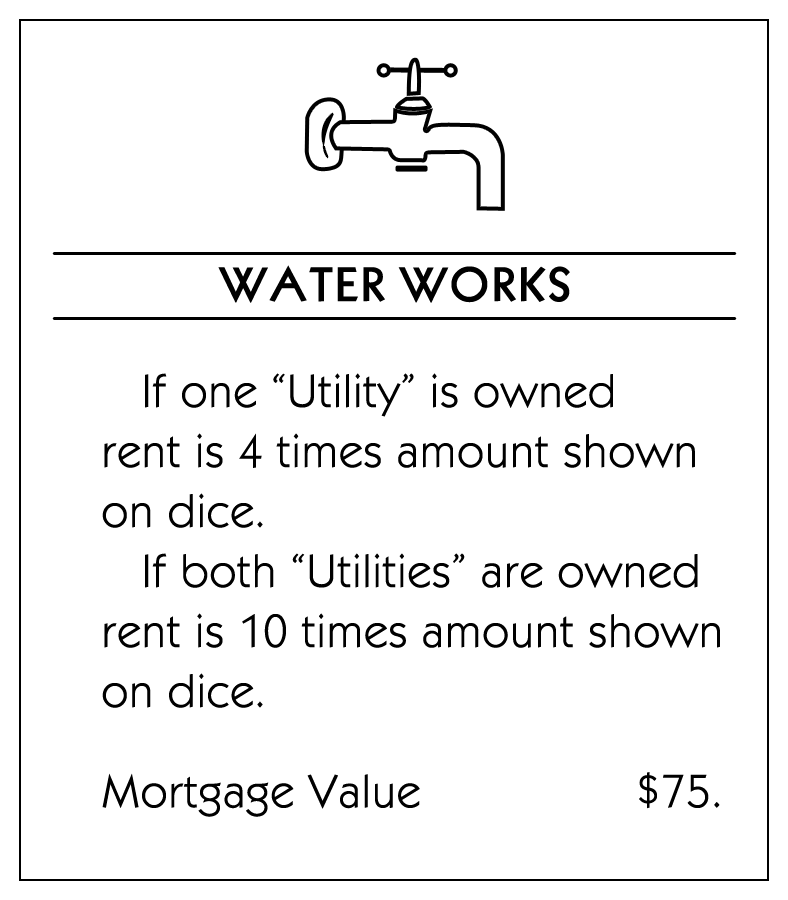 WATER WORKS
If one “Utility” is owned
rent is 4 times amount shown
on dice.
If both “Utilities” are owned
rent is 10 times amount shown
on dice.
Mortgage Value $75.